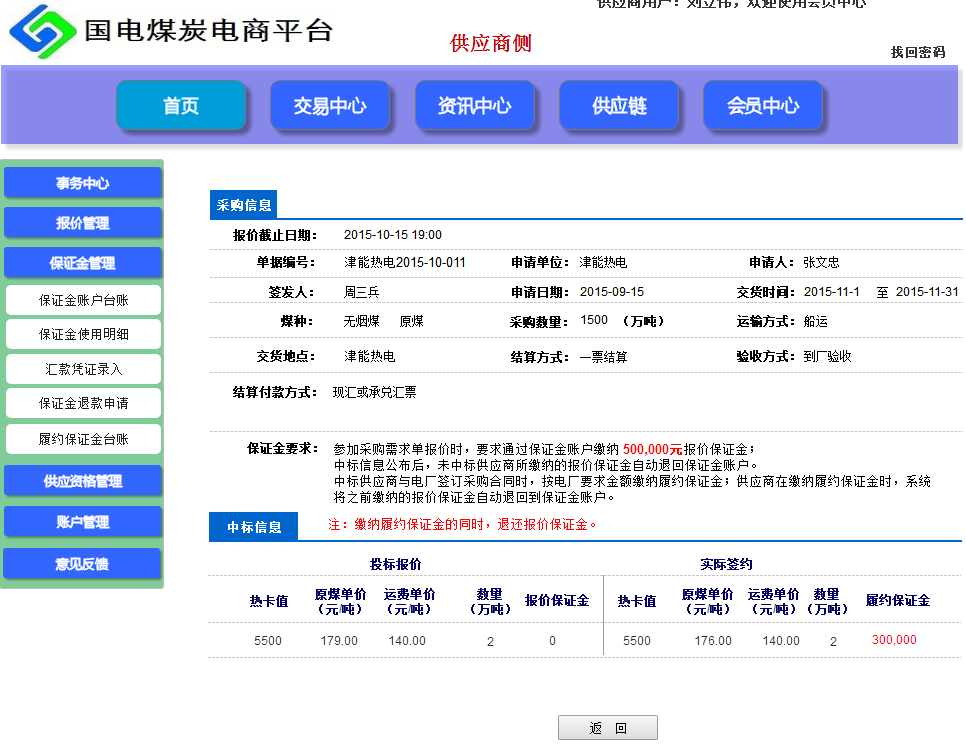 供应商用户：刘立伟，欢迎使用会员中心
国电煤炭电商平台
供应商侧
找回密码
首页 交易中心 资讯中心 供应链 会员中心
事务中心
报价管理
保证金管理
保证金账户台账
保证金使用明细
汇款凭证录入
保证金退款申请
履约保证金台账
供应资格管理
账户管理
意见反馈
采购信息
报价截止日期： 2015-10-15 19:00
单据编号： 津能热电2015-10-011 申请单位： 津能热电 申请人： 张文忠
签发人： 周三兵 申请日期： 2015-09-15 交货时间： 2015-11-1 至 2015-11-31
煤种： 无烟煤 原煤 采购数量： 1500 （万吨） 运输方式： 船运
交货地点： 津能热电 结算方式： 一票结算 验收方式： 到厂验收
结算付款方式： 现汇或承兑汇票
保证金要求： 参加采购需求单报价时，要求通过保证金账户缴纳 500,000元报价保证金；
中标信息公布后，未中标供应商所缴纳的报价保证金自动退回保证金账户。
中标供应商与电厂签订采购合同时，按电厂要求金额缴纳履约保证金；供应商在缴纳履约保证金时，系统
将之前缴纳的报价保证金自动退回到保证金账户。
中标信息 注：缴纳履约保证金的同时，退还报价保证金。
投标报价 实际签约
热卡值 原煤单价 运费单价 数量 报价保证金 热卡值 原煤单价 运费单价 数量 履约保证金
（元/吨） （元/吨） （万吨） （元/吨） （元/吨） （万吨）
5500 179.00 140.00 2 0 5500 176.00 140.00 2 300,000
返 回